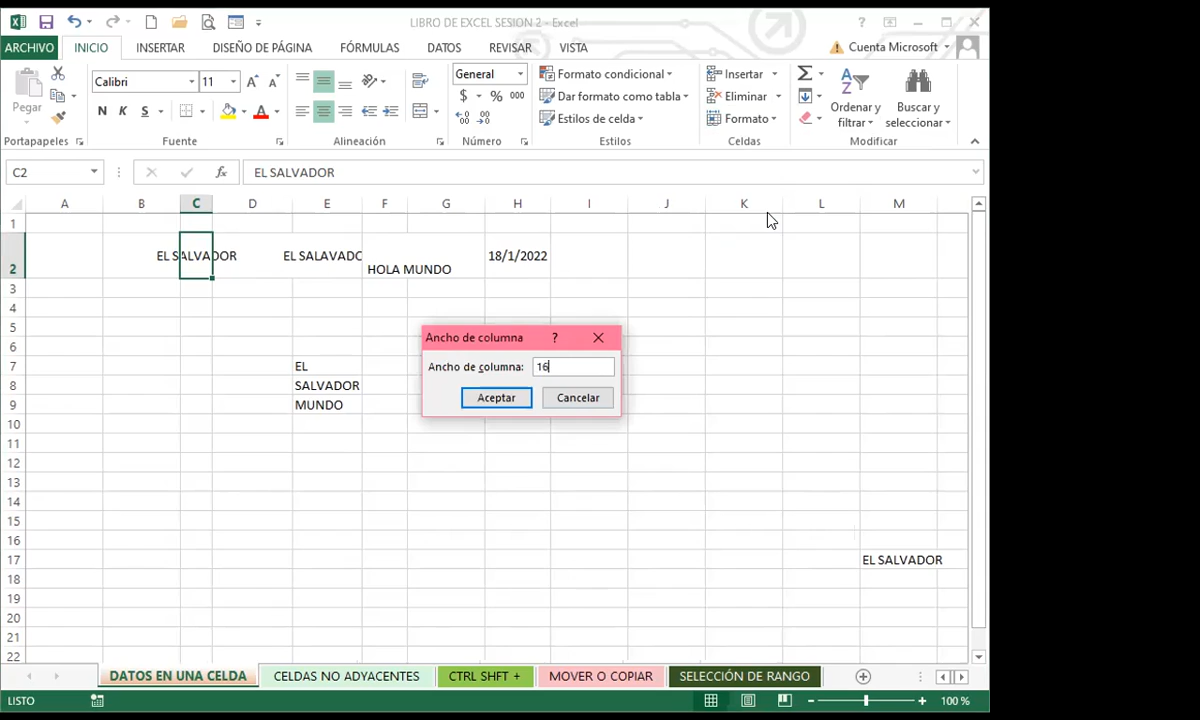 LIBRO DE EXCEL SESION 2 - Excel
ARCHIVO INICIO INSERTAR DISEÑO DE PÁGINA FÓRMULAS DATOS REVISAR VISTA Cuenta Microsoft
Pegar
Calibri 11
General
Formato condicional
Dar formato como tabla
Estilos de celda
Insertar
Eliminar
Formato
Ordenar y filtrar
Buscar y seleccionar
N K S
$ % 000
Portapapeles Fuente Alineación Número Estilos Celdas Modificar
C2 fx EL SALVADOR
A B C D E F G H I J K L M
1
2 EL SALVADOR EL SALAVADO HOLA MUNDO 18/1/2022
3
4
5
6
7 EL
8 SALVADOR
9 MUNDO
10
11
12
13
14
15
16
17 EL SALVADOR
18
19
20
21
22
Ancho de columna ?
Ancho de columna: 16
Aceptar Cancelar
DATOS EN UNA CELDA CELDAS NO ADYACENTES CTRL SHFT + MOVER O COPIAR SELECCIÓN DE RANGO
LISTO 100 %